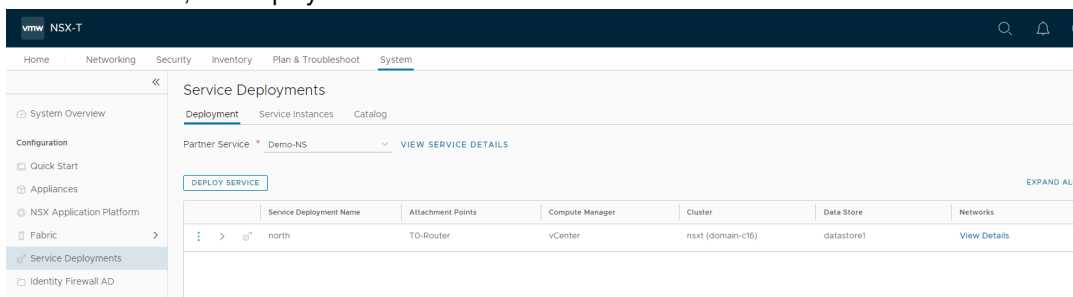 vmw NSX-T
Home Networking Security Inventory Plan & Troubleshoot System
«
Service Deployments
System Overview
Deployment Service Instances Catalog
Configuration
Partner Service * Demo-NS VIEW SERVICE DETAILS
Quick Start
DEPLOY SERVICE
Appliances
NSX Application Platform
Service Deployment Name Attachment Points Compute Manager Cluster Data Store Networks
Fabric
north T0-Router vCenter nsxt (domain-c16) datastore1 View Details
Service Deployments
Identity Firewall AD